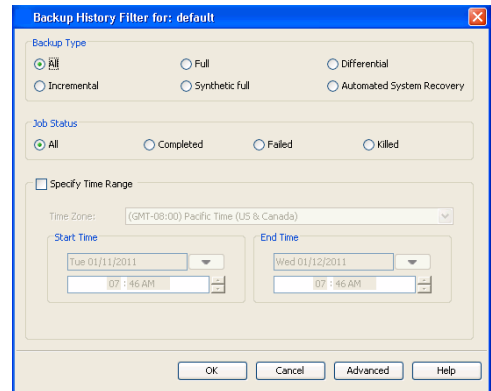 Backup History Filter for: default
Backup Type
All
Full
Differential
Incremental
Synthetic full
Automated System Recovery
Job Status
All
Completed
Failed
Killed
Specify Time Range
Time Zone:
(GMT-08:00) Pacific Time (US & Canada)
Start Time
End Time
Tue 01/11/2011
Wed 01/12/2011
07 : 46 AM
07 : 46 AM
OK
Cancel
Advanced
Help